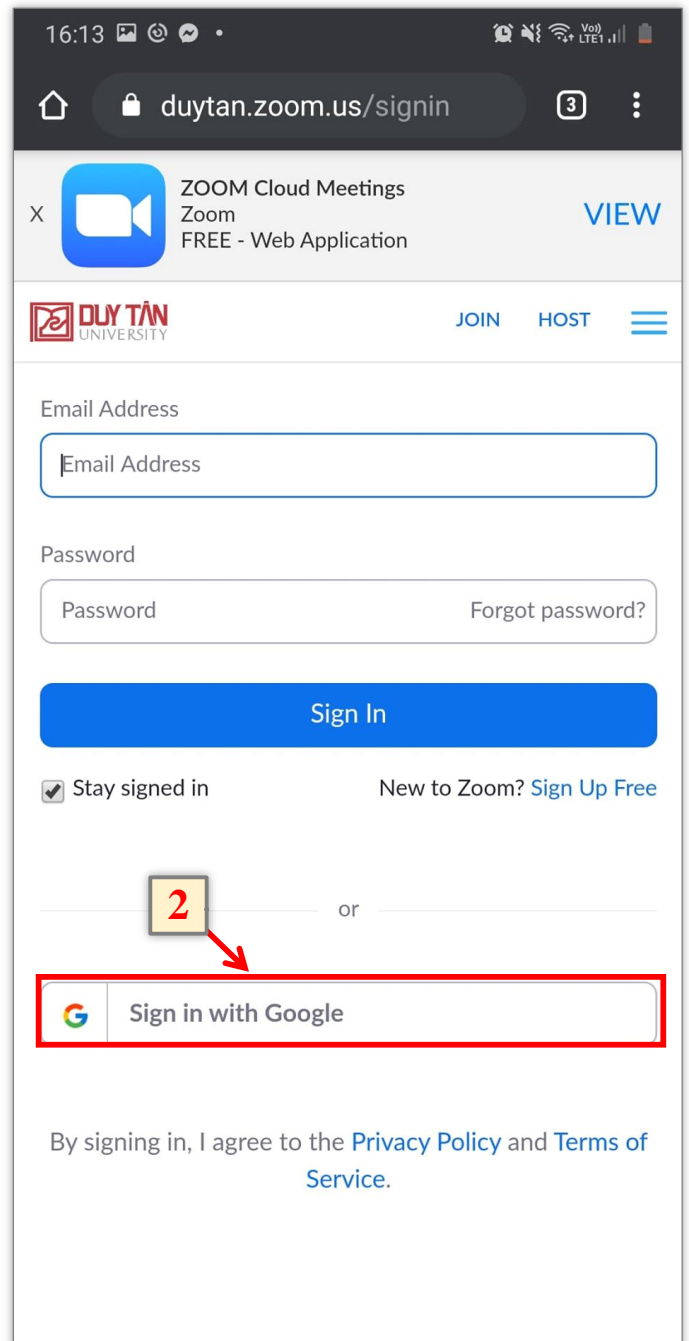 16:13
Vo))
LTE1
duytan.zoom.us/signin
3
X
ZOOM Cloud Meetings
Zoom
FREE - Web Application
VIEW
DUY TÂN
UNIVERSITY
JOIN
HOST
Email Address
Email Address
Password
Password
Forgot password?
Sign In
Stay signed in
New to Zoom? Sign Up Free
2
or
G
Sign in with Google
By signing in, I agree to the Privacy Policy and Terms of
Service.